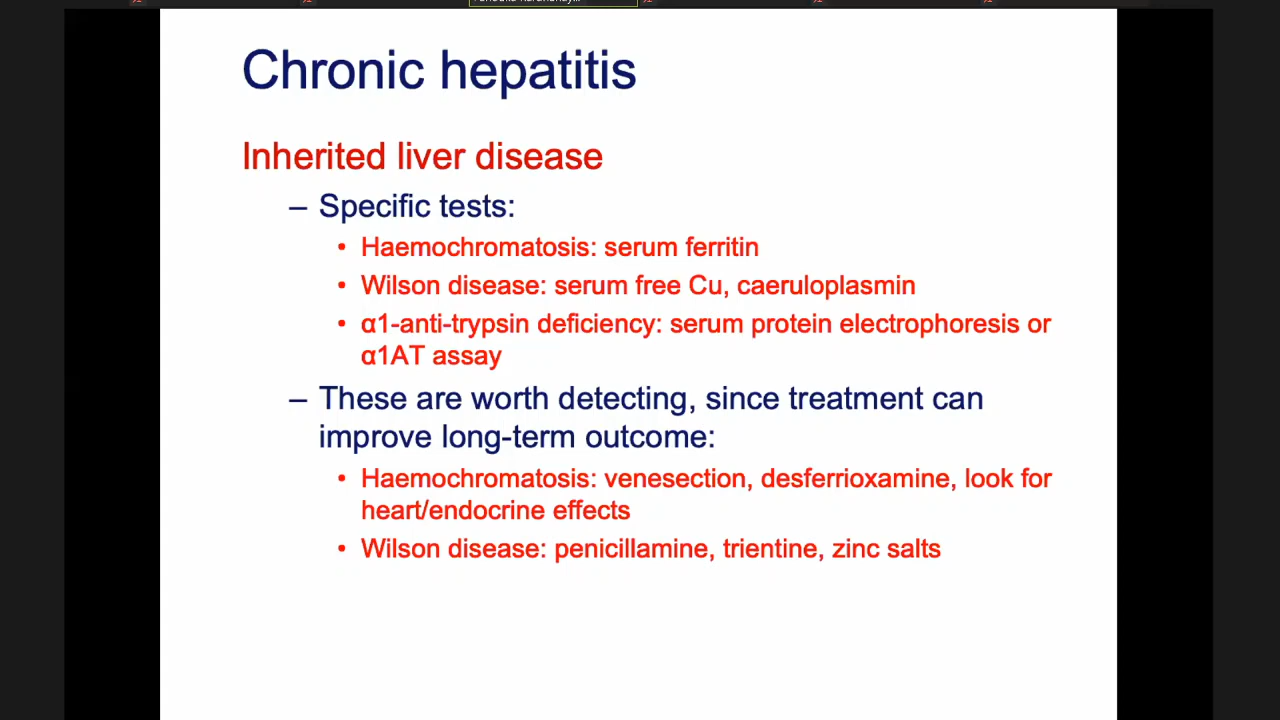 Chronic hepatitis
Inherited liver disease
– Specific tests:
• Haemochromatosis: serum ferritin
• Wilson disease: serum free Cu, caeruloplasmin
• α1-anti-trypsin deficiency: serum protein electrophoresis or
α1AT assay
– These are worth detecting, since treatment can
improve long-term outcome:
• Haemochromatosis: venesection, desferrioxamine, look for
heart/endocrine effects
• Wilson disease: penicillamine, trientine, zinc salts